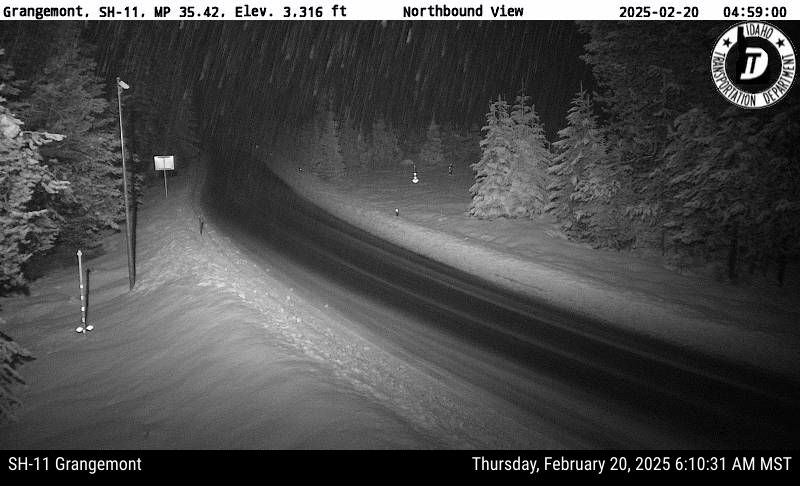 Grangemont, SH-11, MP 35.42, Elev. 3,316 ft Northbound View 2025-02-20 04:59:00
IDAHO
TRANSPORTATION DEPARTMENT
SH-11 Grangemont Thursday, February 20, 2025 6:10:31 AM MST